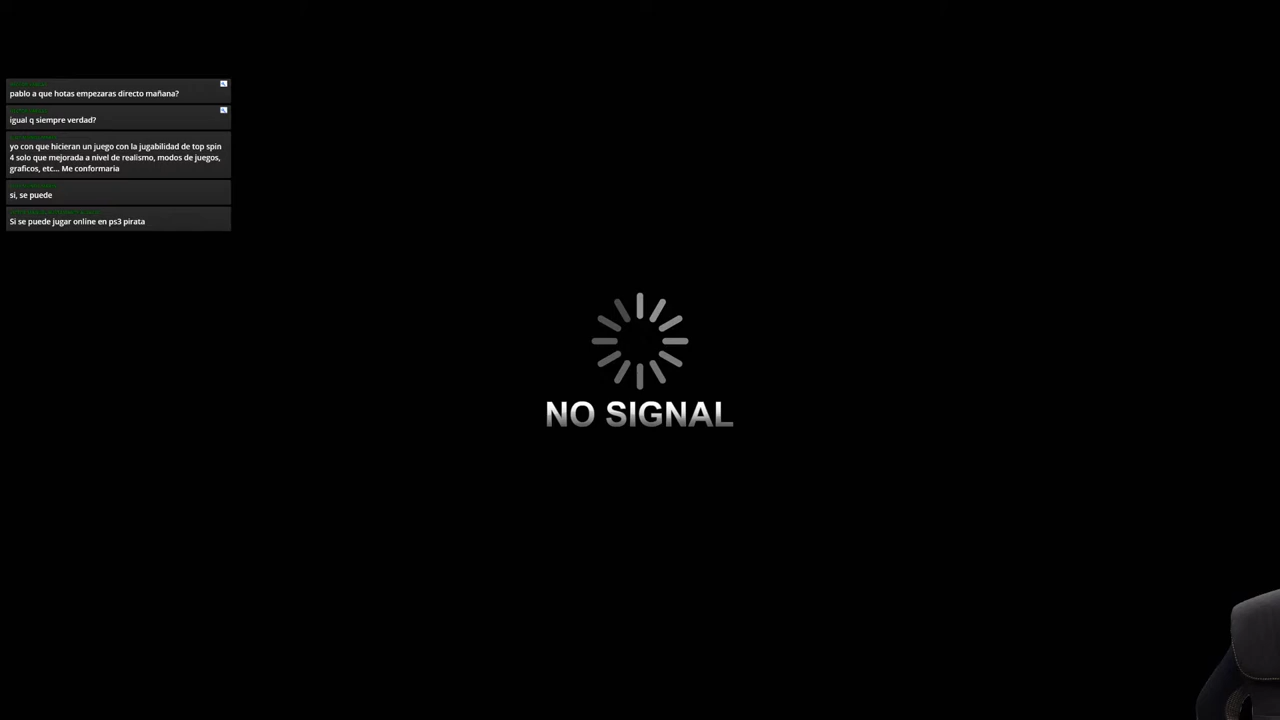 pablo a que hotas empezaras directo mañana?
igual q siempre verdad?
yo con que hicieran un juego con la jugabilidad de top spin
4 solo que mejorada a nivel de realismo, modos de juegos,
graficos, etc... Me conformaria
si, se puede
Si se puede jugar online en ps3 pirata
NO SIGNAL